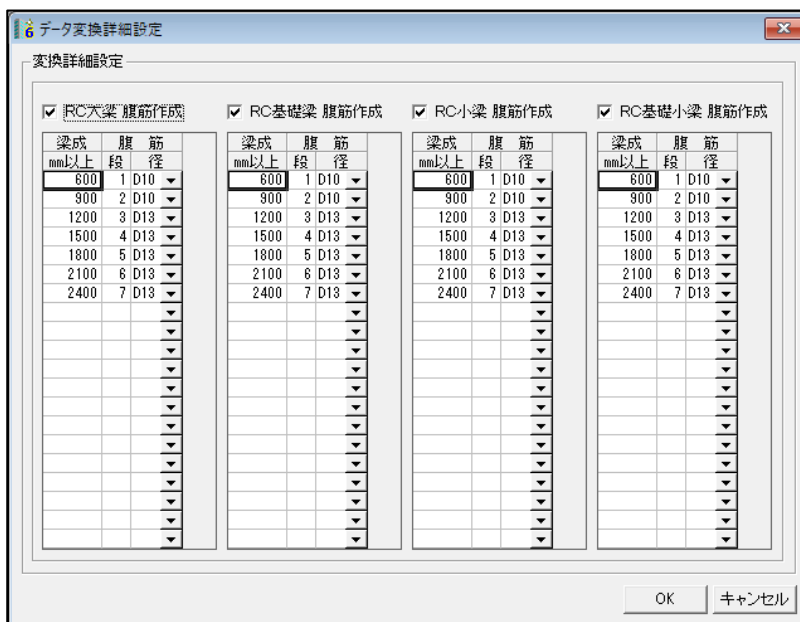 データ変換詳細設定
変換詳細設定
RC大梁 腹筋作成 RC基礎梁 腹筋作成 RC小梁 腹筋作成 RC基礎小梁 腹筋作成
梁成 腹 筋 梁成 腹 筋 梁成 腹 筋 梁成 腹 筋
mm以上 段 径 mm以上 段 径 mm以上 段 径 mm以上 段 径
600 1 D10 600 1 D10 600 1 D10 600 1 D10
900 2 D10 900 2 D10 900 2 D10 900 2 D10
1200 3 D13 1200 3 D13 1200 3 D13 1200 3 D13
1500 4 D13 1500 4 D13 1500 4 D13 1500 4 D13
1800 5 D13 1800 5 D13 1800 5 D13 1800 5 D13
2100 6 D13 2100 6 D13 2100 6 D13 2100 6 D13
2400 7 D13 2400 7 D13 2400 7 D13 2400 7 D13
OK キャンセル